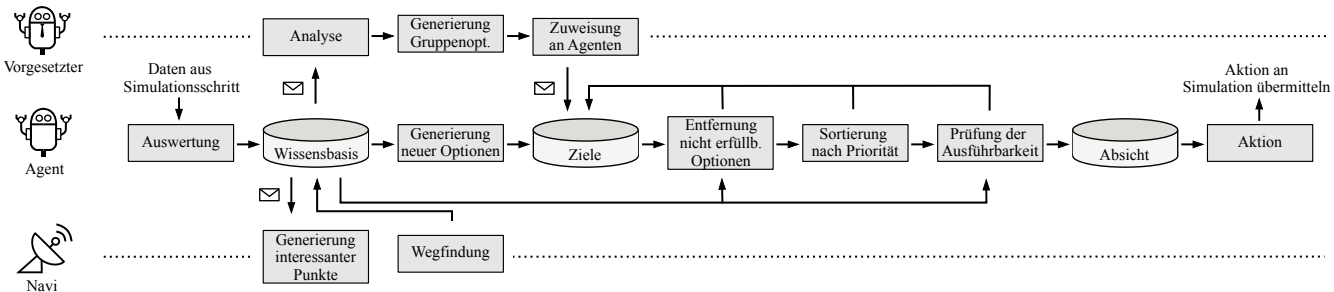 Vorgesetzter
Analyse
Generierung
Gruppenopt.
Zuweisung
an Agenten
Daten aus
Simulationsschritt
Aktion an
Simulation übermitteln
Agent
Auswertung
Wissensbasis
Generierung
neuer Optionen
Ziele
Entfernung
nicht erfüllb.
Optionen
Sortierung
nach Priorität
Prüfung der
Ausführbarkeit
Absicht
Aktion
Navi
Generierung
interessanter
Punkte
Wegfindung